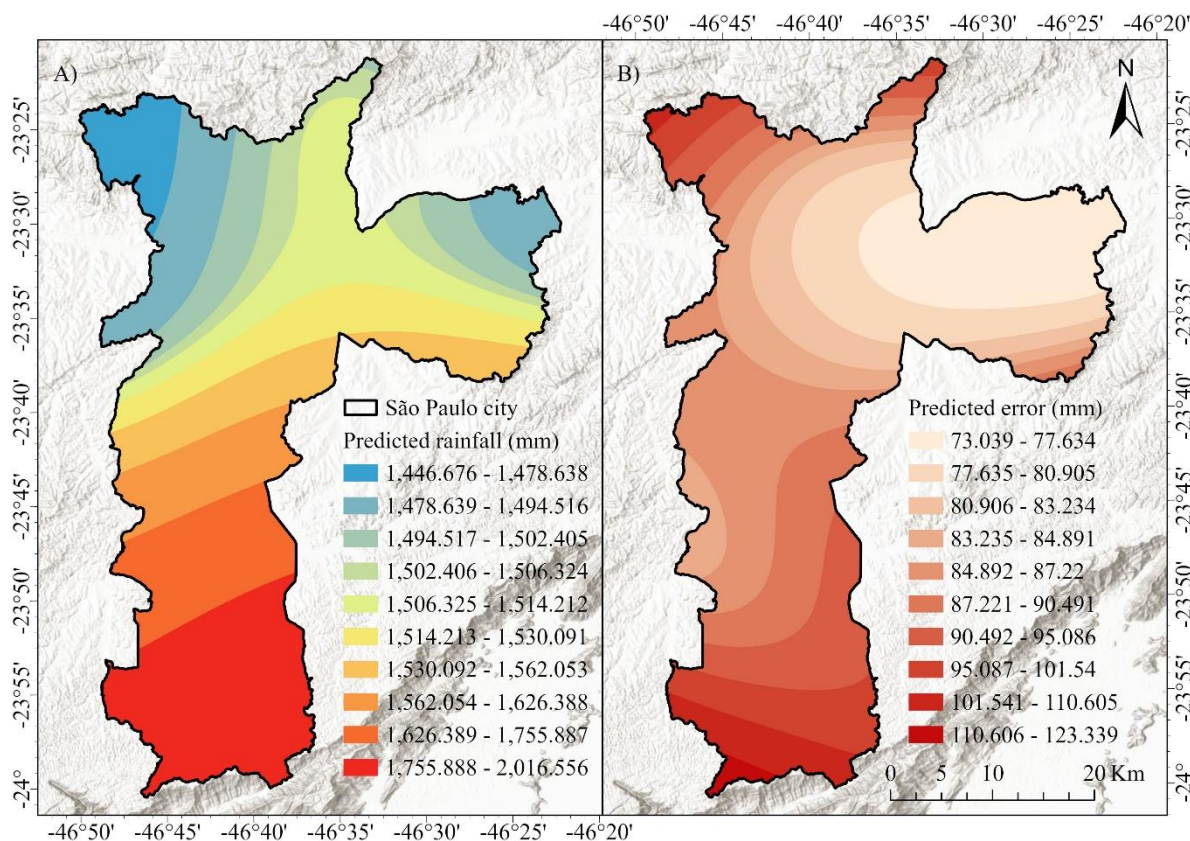 -46°50' -46°45' -46°40' -46°35' -46°30' -46°25' -46°20'
A)
B)
N
-23°25'
-23°30'
-23°35'
-23°40'
-23°45'
-23°50'
-23°55'
-24°
São Paulo city
Predicted rainfall (mm)
1,446.676 - 1,478.638
1,478.639 - 1,494.516
1,494.517 - 1,502.405
1,502.406 - 1,506.324
1,506.325 - 1,514.212
1,514.213 - 1,530.091
1,530.092 - 1,562.053
1,562.054 - 1,626.388
1,626.389 - 1,755.887
1,755.888 - 2,016.556
Predicted error (mm)
73.039 - 77.634
77.635 - 80.905
80.906 - 83.234
83.235 - 84.891
84.892 - 87.22
87.221 - 90.491
90.492 - 95.086
95.087 - 101.54
101.541 - 110.605
110.606 - 123.339
0 5 10 20 Km
-23°25'
-23°30'
-23°35'
-23°40'
-23°45'
-23°50'
-23°55'
-24°
-46°50' -46°45' -46°40' -46°35' -46°30' -46°25' -46°20'